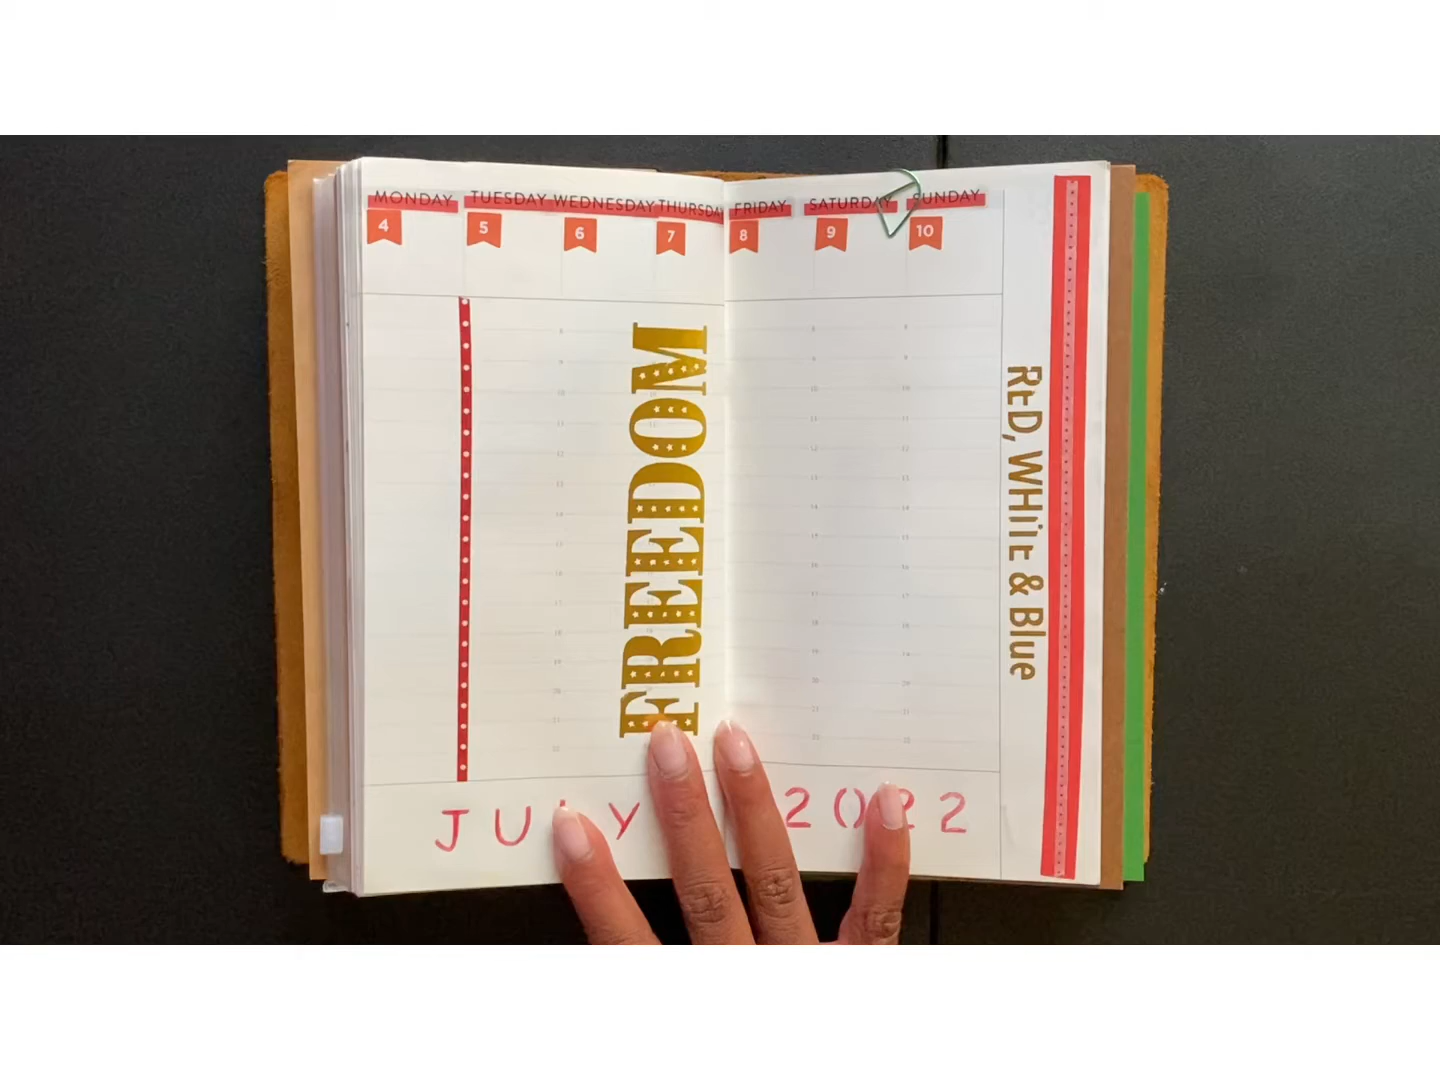 MONDAY TUESDAY WEDNESDAY THURSDAY FRIDAY SATURDAY SUNDAY
4 5 6 7 8 9 10
FREEDOM
RED, WHitE & Blue
JULY 2022